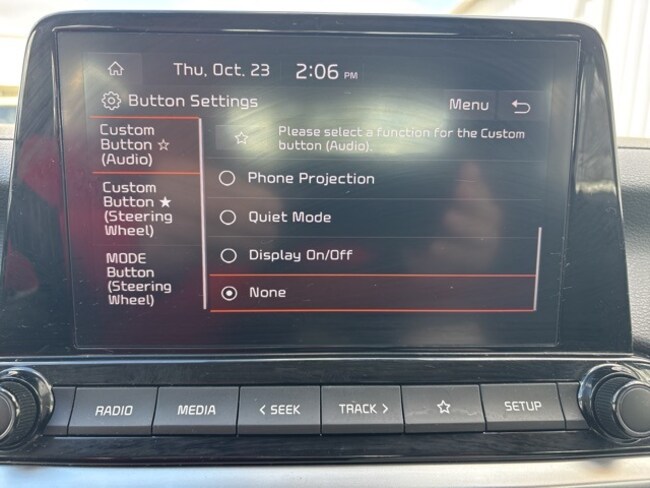 Thu, Oct. 23 2:06 PM
Button Settings
Menu
Custom
Button ☆
(Audio)
Custom
Button ★
(Steering
Wheel)
MODE
Button
(Steering
Wheel)
Please select a function for the Custom
button (Audio).
Phone Projection
Quiet Mode
Display On/Off
None
RADIO
MEDIA
< SEEK
TRACK >
☆
SETUP